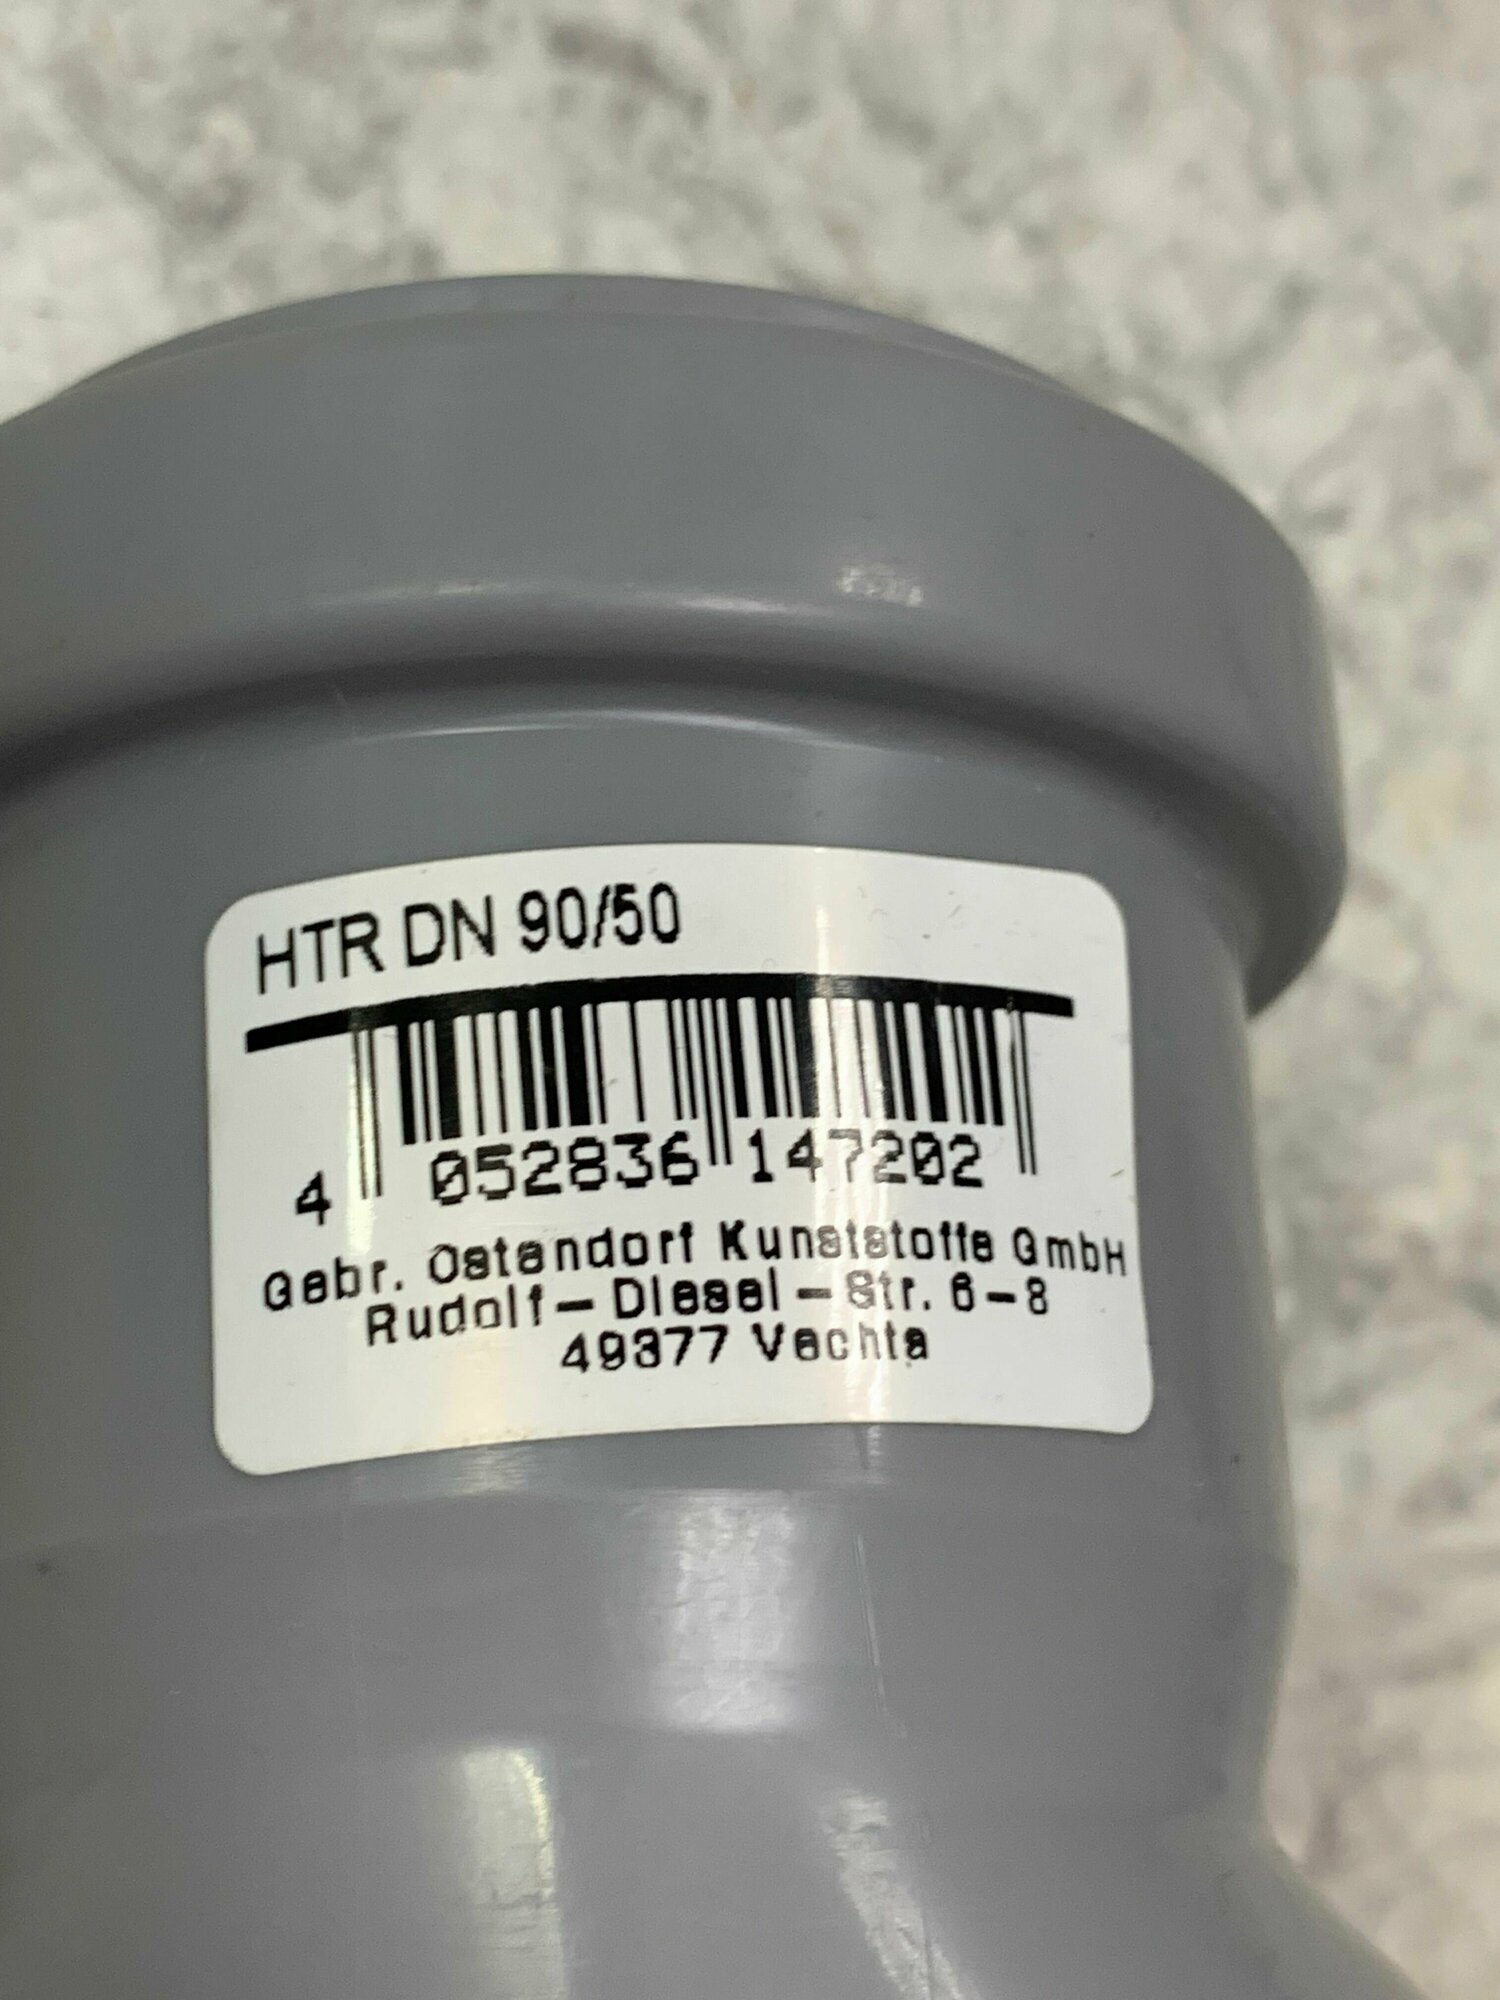 HTR DN 90/50
4 052836 147202
Gebr. Ostendorf Kunststoffe GmbH
Rudolf-Diesel-Str. 6-8
49377 Vechta